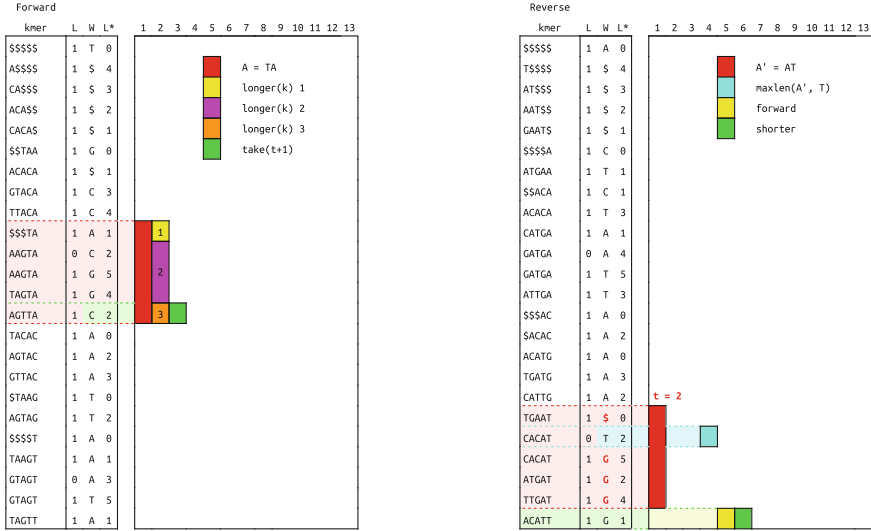 Forward
kmer L W L* 1 2 3 4 5 6 7 8 9 10 11 12 13
$$$$$ 1 T 0
A$$$$ 1 $ 4 A = TA
CA$$$ 1 $ 3 longer(k) 1
ACA$$ 1 $ 2 longer(k) 2
CACA$ 1 $ 1 longer(k) 3
$$TAA 1 G 0 take(t+1)
ACACA 1 $ 1
GTACA 1 C 3
TTACA 1 C 4
$$$TA 1 A 1 1
AAGTA 0 C 2
AAGTA 1 G 5 2
TAGTA 1 G 4
AGTTA 1 C 2 3
TACAC 1 A 0
AGTAC 1 A 2
GTTAC 1 A 3
$TAAG 1 T 0
AGTAG 1 T 2
$$$$T 1 A 0
TAAGT 1 A 1
GTAGT 0 A 3
GTAGT 1 T 5
TAGTT 1 A 1
Reverse
kmer L W L* 1 2 3 4 5 6 7 8 9 10 11 12 13
$$$$$ 1 A 0
T$$$$ 1 $ 4 A' = AT
AT$$$ 1 $ 3 maxlen(A', T)
AAT$$ 1 $ 2 forward
GAAT$ 1 $ 1 shorter
$$$$A 1 C 0
ATGAA 1 T 1
$$ACA 1 C 1
ACACA 1 T 3
CATGA 1 A 1
GATGA 0 A 4
GATGA 1 T 5
ATTGA 1 T 3
$$$AC 1 A 0
$ACAC 1 A 2
ACATG 1 A 0
TGATG 1 A 3
CATTG 1 A 2 t = 2
TGAAT 1 $ 0
CACAT 0 T 2
CACAT 1 G 5
ATGAT 1 G 2
TTGAT 1 G 4
ACATT 1 G 1